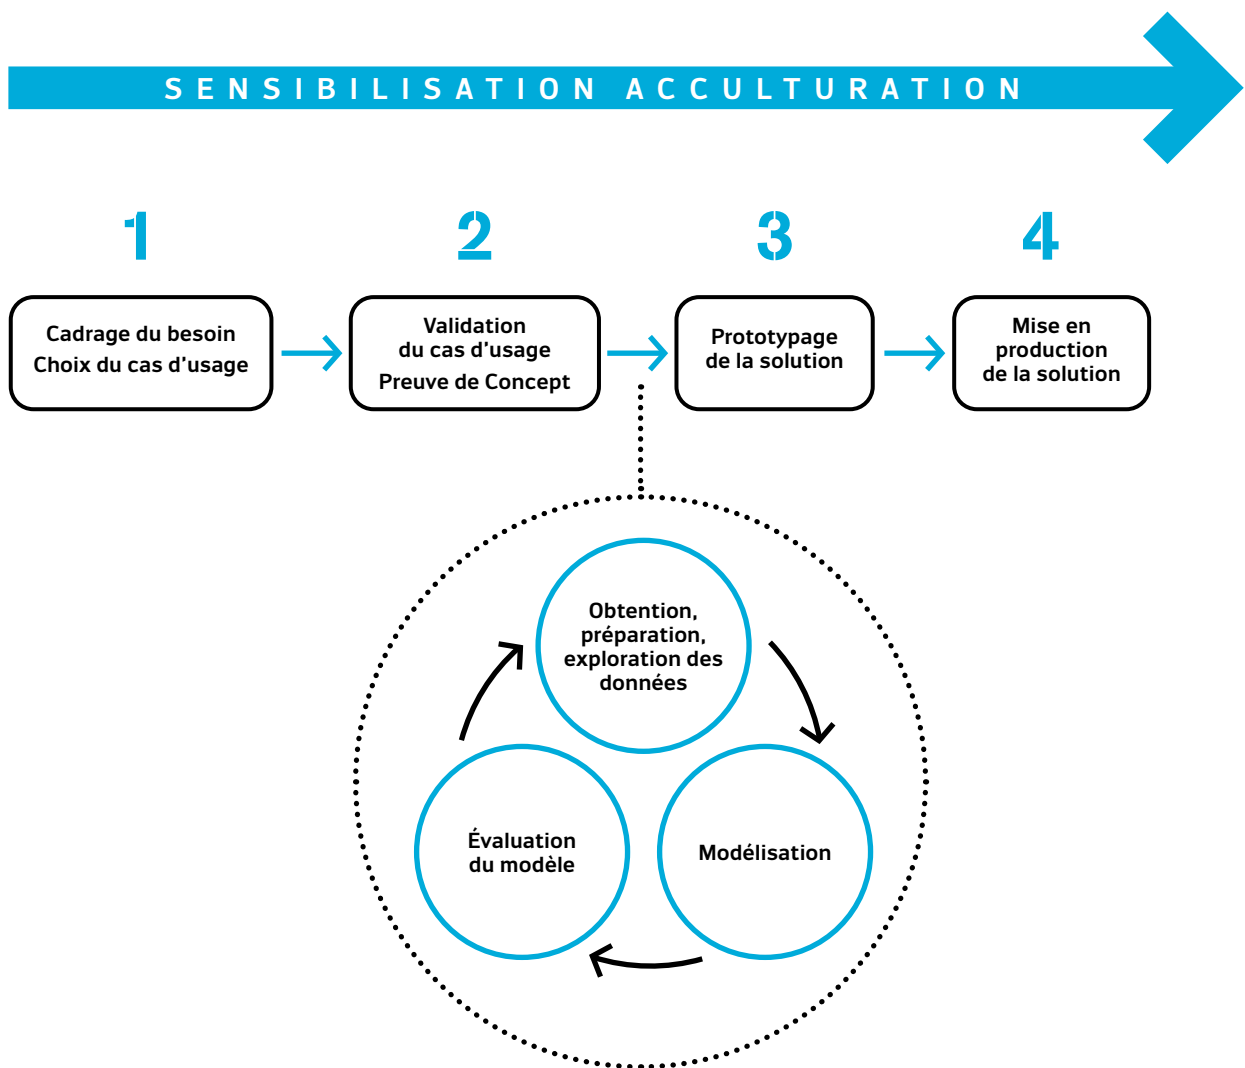 SENSIBILISATION ACCULTURATION
1
2
3
4
Cadrage du besoin
Choix du cas d'usage
Validation
du cas d'usage
Preuve de Concept
Prototypage
de la solution
Mise en
production
de la solution
Obtention,
préparation,
exploration des
données
Évaluation
du modèle
Modélisation